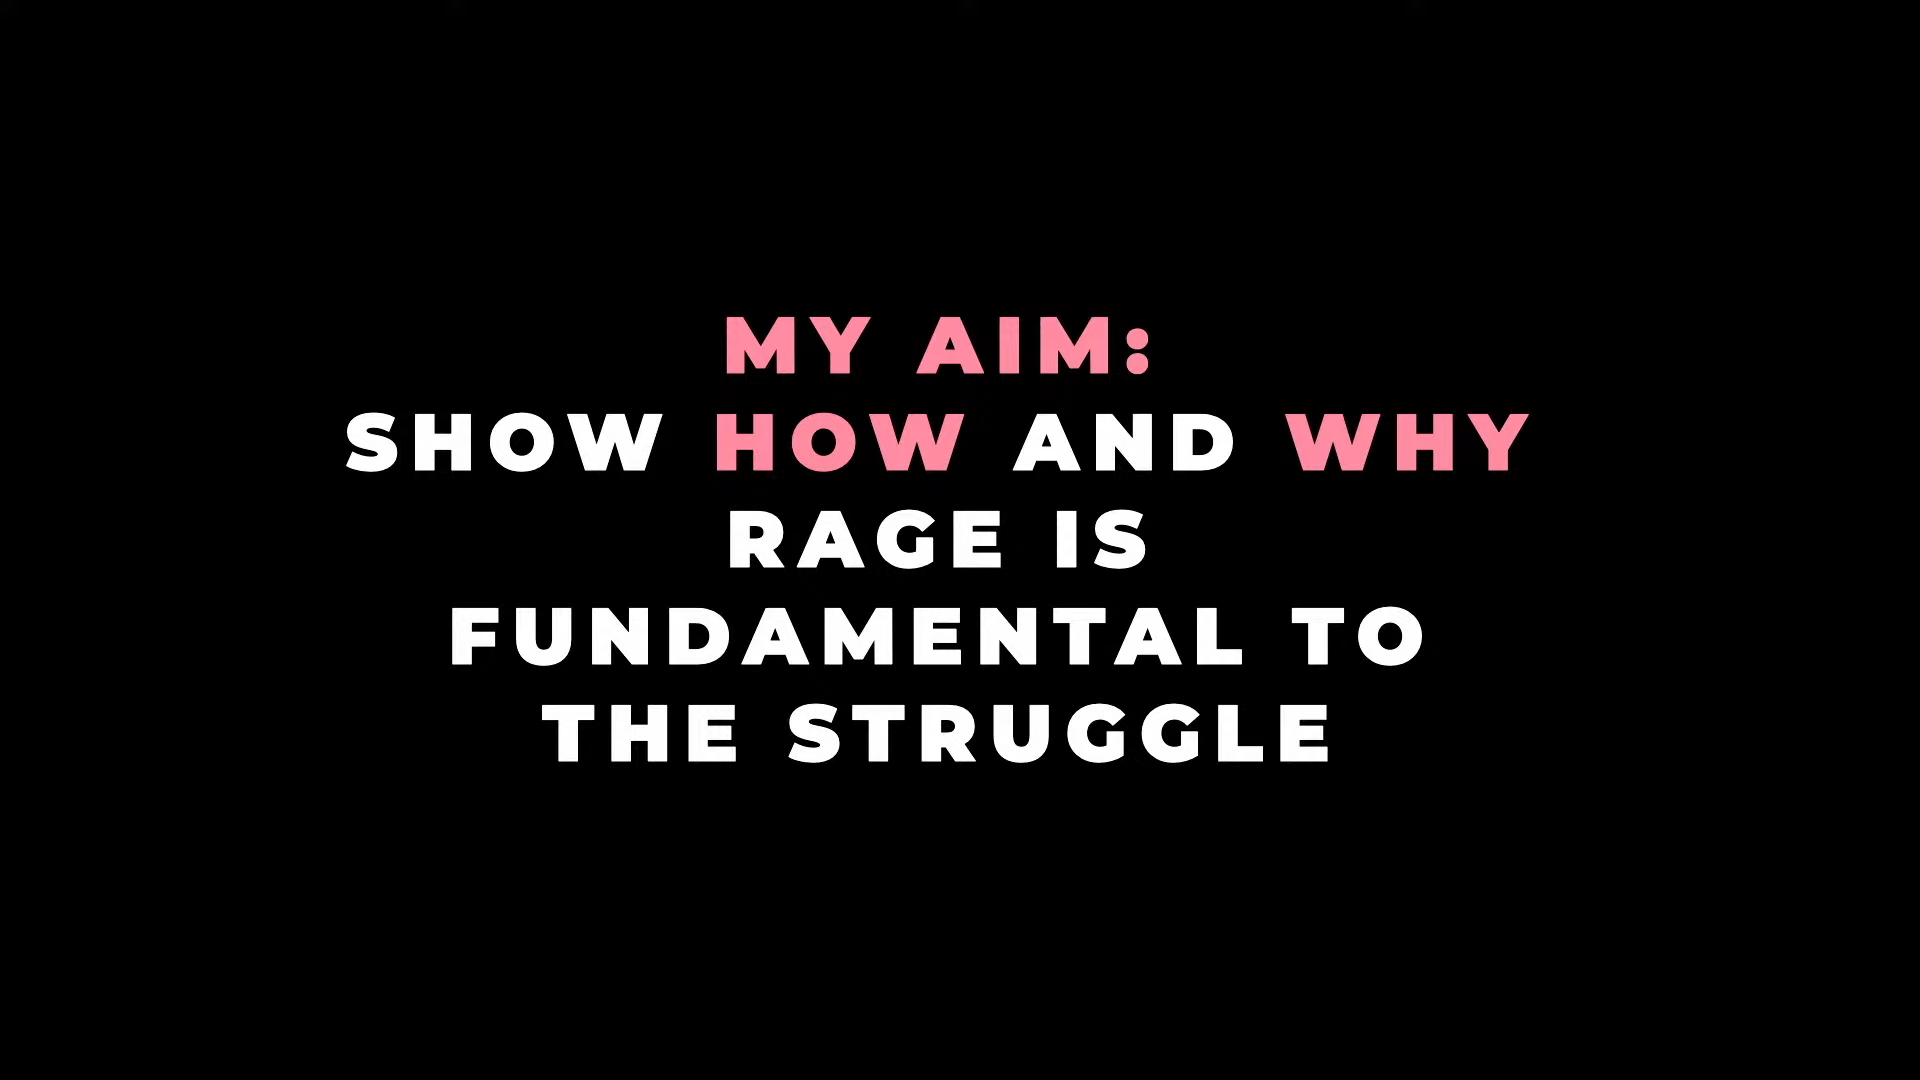 MY AIM:
SHOW HOW AND WHY
RAGE IS
FUNDAMENTAL TO
THE STRUGGLE